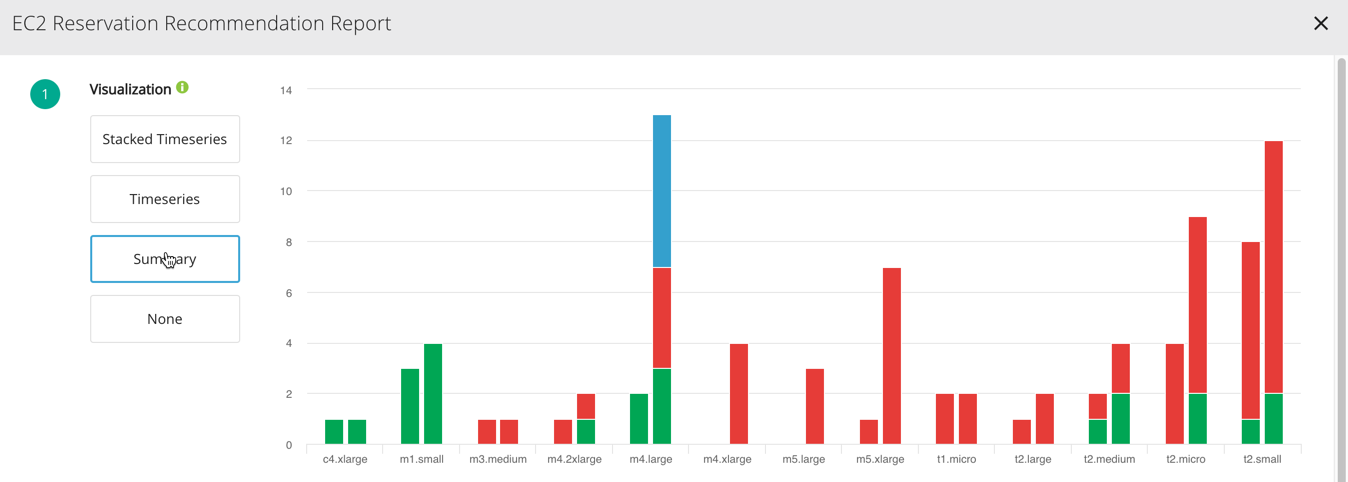 EC2 Reservation Recommendation Report
1
Visualization
Stacked Timeseries
Timeseries
Summary
None
14
12
10
8
6
4
2
0
c4.xlarge m1.small m3.medium m4.2xlarge m4.large m4.xlarge m5.large m5.xlarge t1.micro t2.large t2.medium t2.micro t2.small